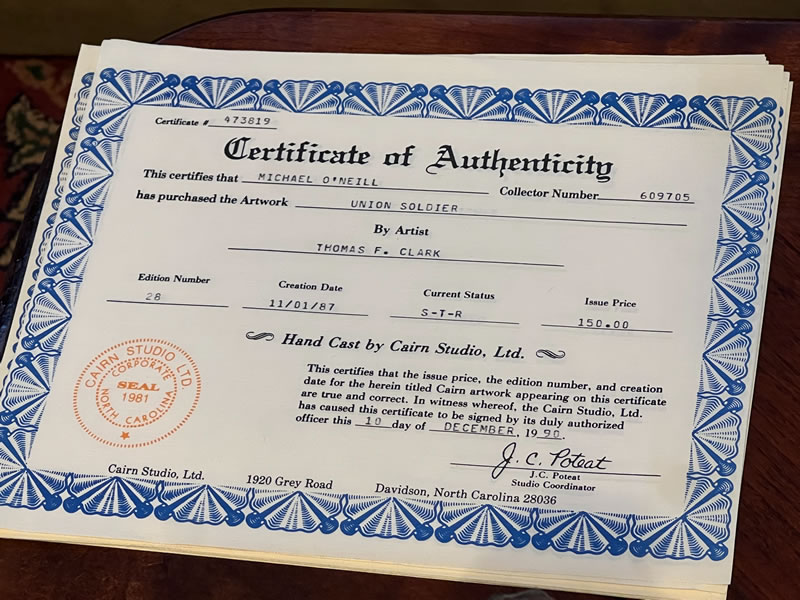 Certificate # 473819
Certificate of Authenticity
This certifies that MICHAEL O'NEILL Collector Number 609705
has purchased the Artwork UNION SOLDIER
By Artist
THOMAS F. CLARK
Edition Number Creation Date Current Status Issue Price
28 11/01/87 S-T-R 150.00
Hand Cast by Cairn Studio, Ltd.
This certifies that the issue price, the edition number, and creation
date for the herein titled Cairn artwork appearing on this certificate
are true and correct. In witness whereof, the Cairn Studio, Ltd.
has caused this certificate to be signed by its duly authorized
officer this 10 day of DECEMBER, 1990.
CAIRN STUDIO LTD.
CORPORATE
SEAL
1981
NORTH CAROLINA
J. C. Poteat
J.C. Poteat
Studio Coordinator
Cairn Studio, Ltd. 1920 Grey Road Davidson, North Carolina 28036